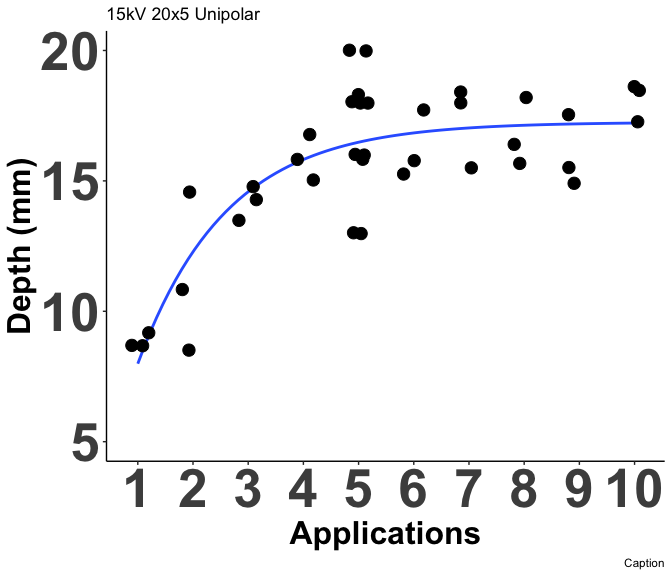 15kV 20x5 Unipolar
20
15
10
5
Depth (mm)
1 2 3 4 5 6 7 8 9 10
Applications
Caption